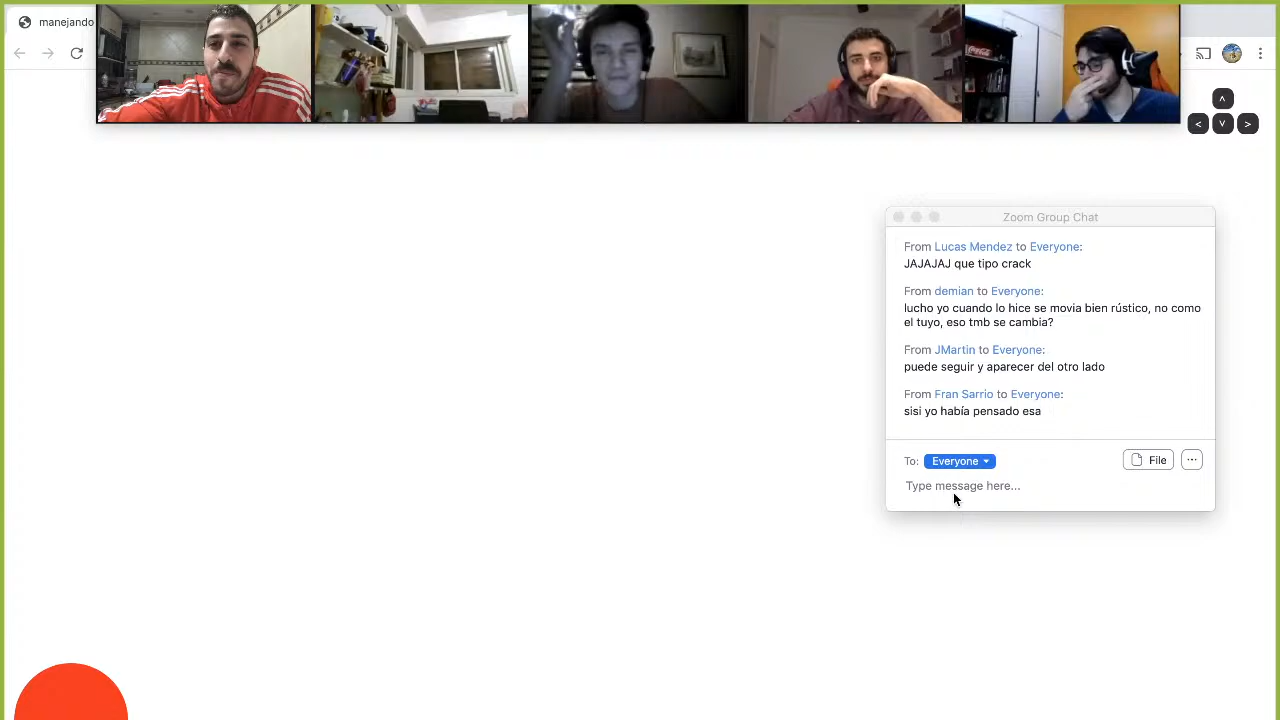 manejando
Zoom Group Chat
From Lucas Mendez to Everyone:
JAJAJAJ que tipo crack
From demian to Everyone:
lucho yo cuando lo hice se movia bien rústico, no como
el tuyo, eso tmb se cambia?
From JMartin to Everyone:
puede seguir y aparecer del otro lado
From Fran Sarrio to Everyone:
sisi yo había pensado esa
To: Everyone
File
Type message here...